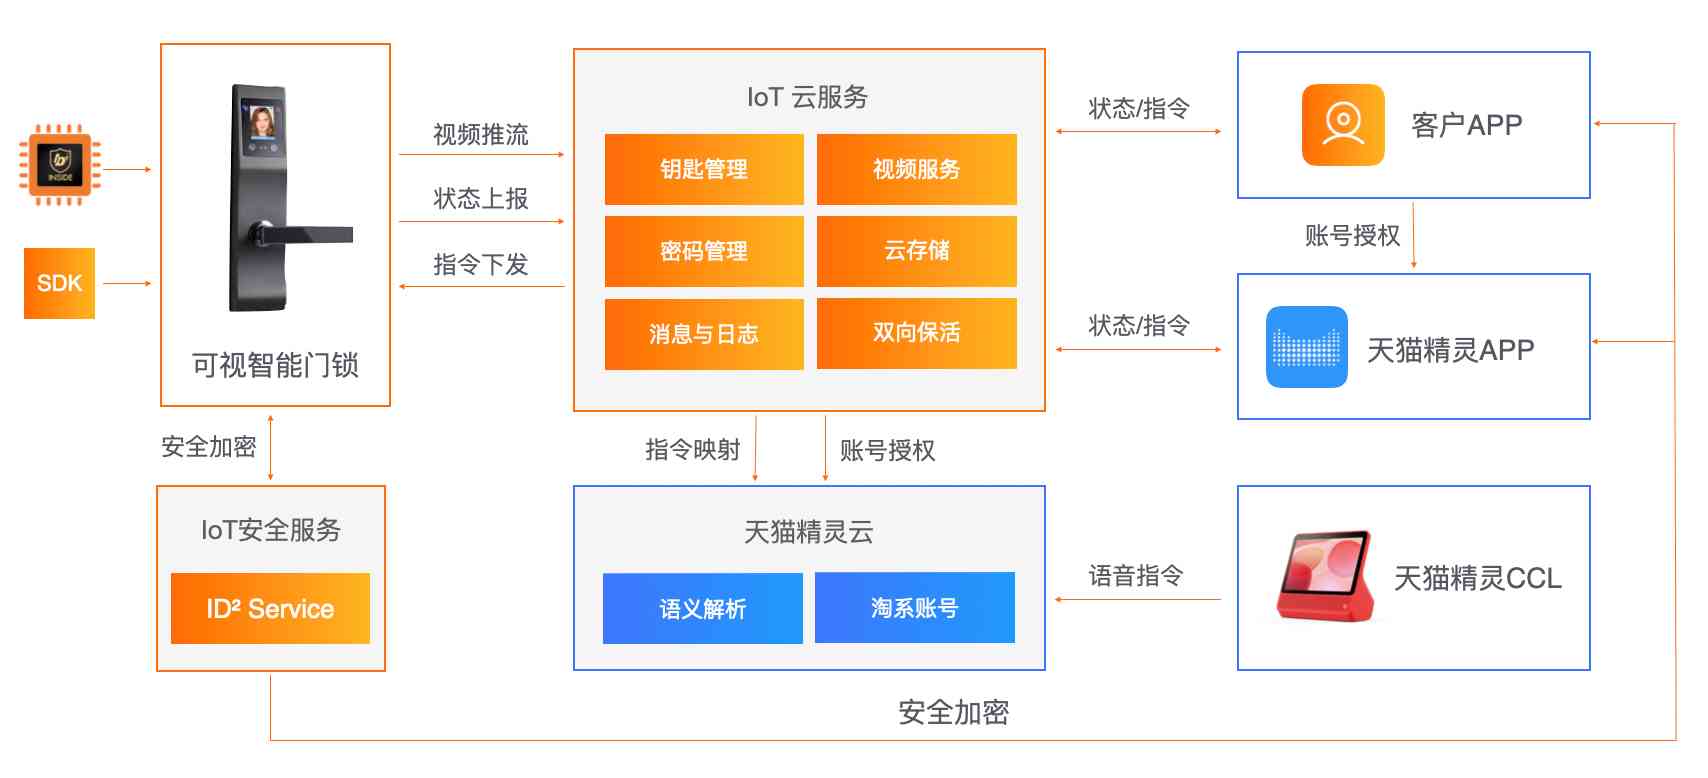 INSIDE
SDK
可视智能门锁
视频推流
状态上报
指令下发
IoT 云服务
钥匙管理
视频服务
密码管理
云存储
消息与日志
双向保活
状态/指令
客户APP
账号授权
状态/指令
天猫精灵APP
安全加密
指令映射
账号授权
IoT安全服务
ID² Service
天猫精灵云
语义解析
淘系账号
语音指令
天猫精灵CCL
安全加密